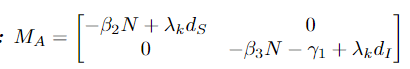 : M_A = [ −β₂N + λ_k d_S    0
0    −β₃N − γ₁ + λ_k d_I ]